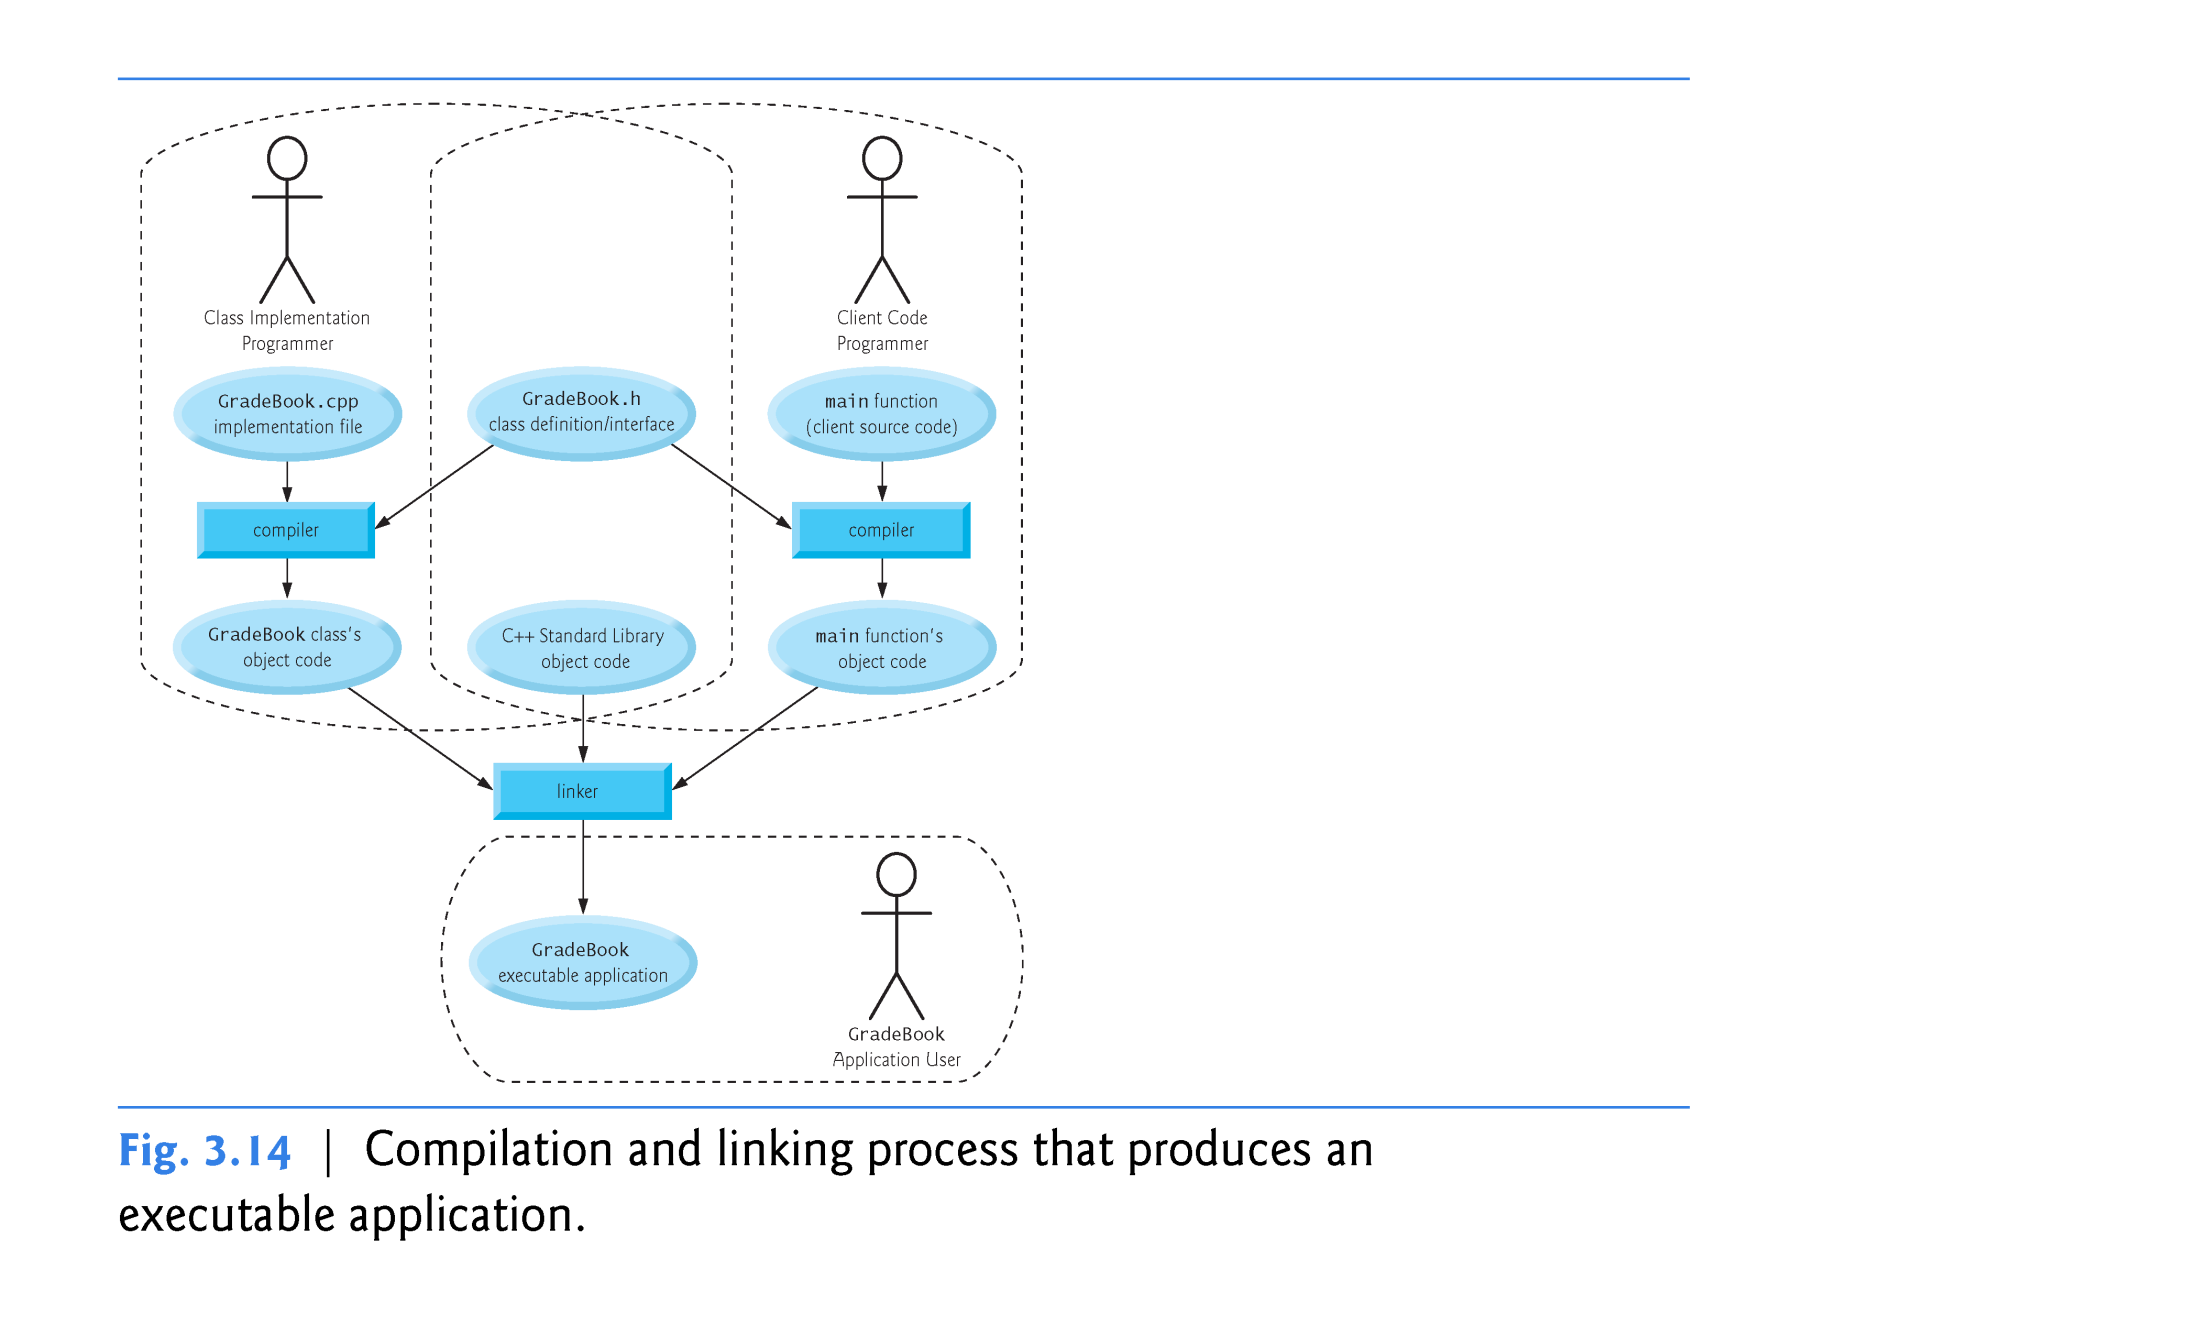 Class Implementation
Programmer
Client Code
Programmer
GradeBook.cpp
implementation file
GradeBook.h
class definition/interface
main function
(client source code)
compiler
compiler
GradeBook class's
object code
C++ Standard Library
object code
main function's
object code
linker
GradeBook
executable application
GradeBook
Application User
Fig. 3.14 | Compilation and linking process that produces an
executable application.